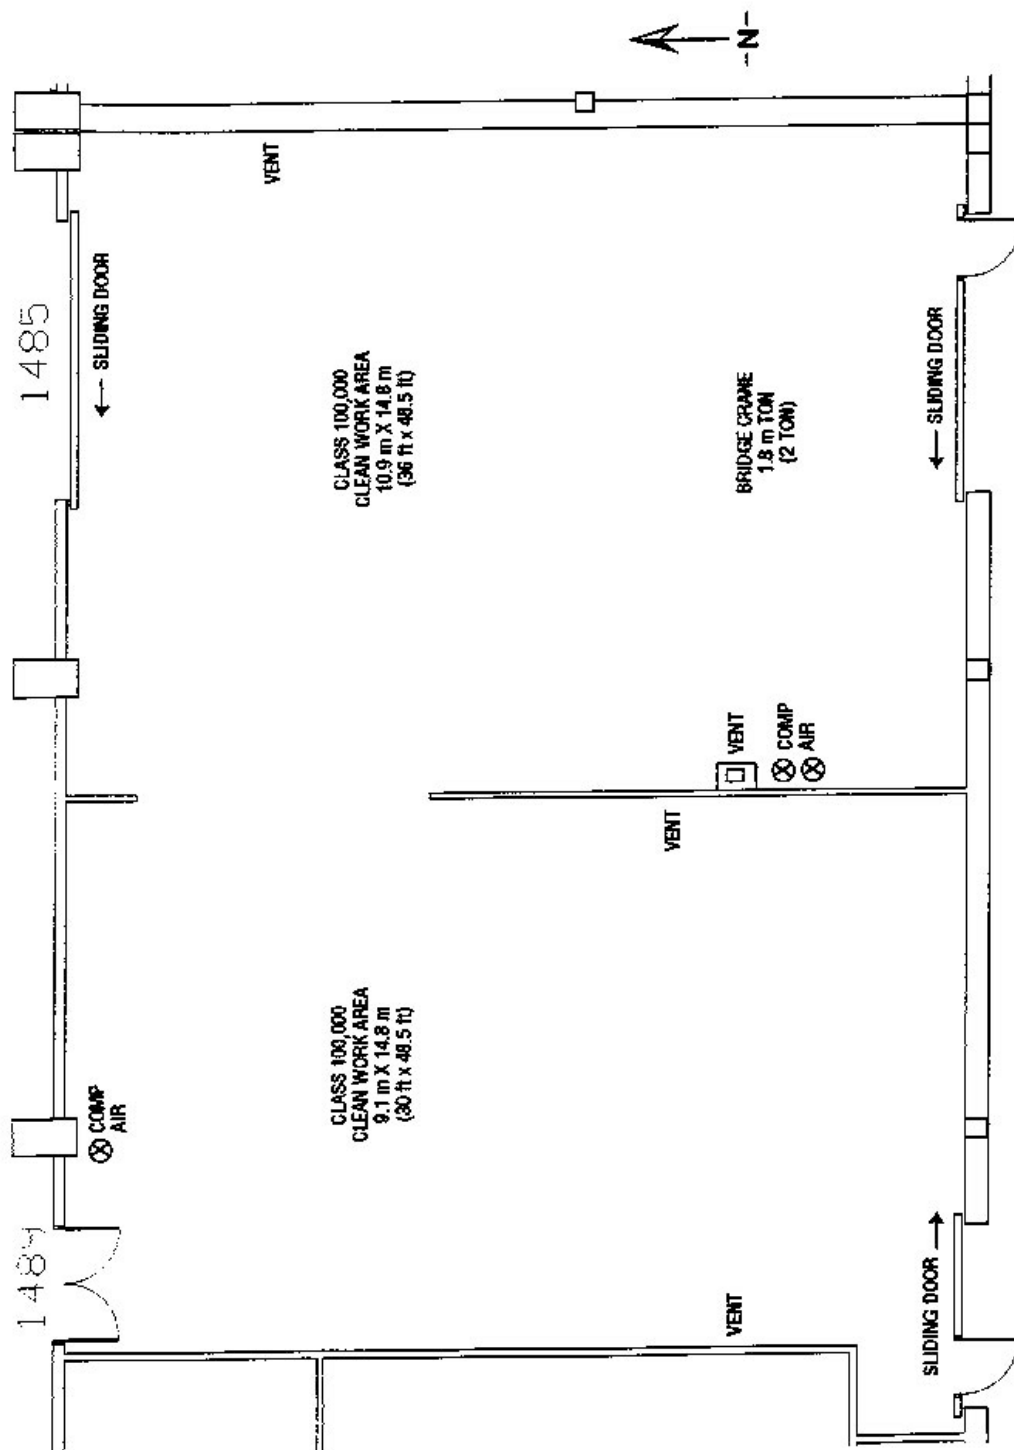 1485
← SLIDING DOOR
COMP
AIR
VENT
CLASS 100,000
CLEAN WORK AREA
9.1 m X 14.8 m
(30 ft x 48.5 ft)
CLASS 100,000
CLEAN WORK AREA
10.9 m X 14.8 m
(36 ft x 48.5 ft)
VENT
VENT
VENT
COMP
AIR
BRIDGE CRANE
1.8 m TON
(2 TON)
-N-
SLIDING DOOR →
← SLIDING DOOR